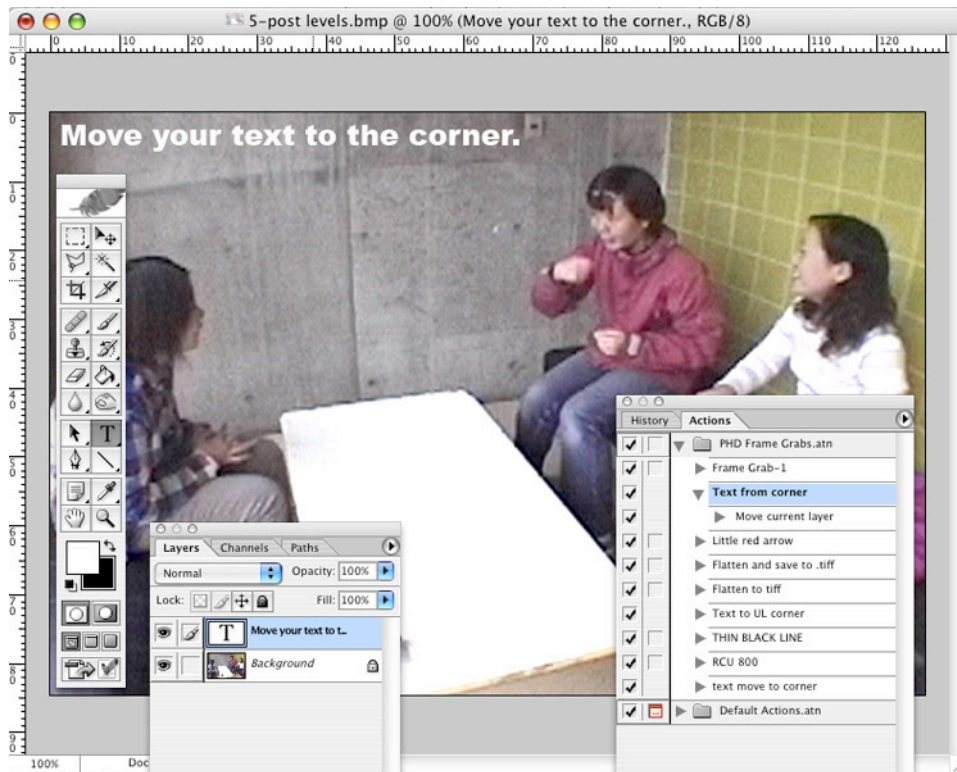 5-post levels.bmp @ 100% (Move your text to the corner., RGB/8)
0 10 20 30 40 50 60 70 80 90 100 110 120
Move your text to the corner.
T
History Actions
PHD Frame Grabs.atn
Frame Grab-1
Text from corner
Move current layer
Little red arrow
Flatten and save to .tiff
Flatten to tiff
Text to UL corner
THIN BLACK LINE
RCU 800
text move to corner
Default Actions.atn
Layers Channels Paths
Normal Opacity: 100%
Lock: Fill: 100%
T Move your text to t...
Background
100% Doc